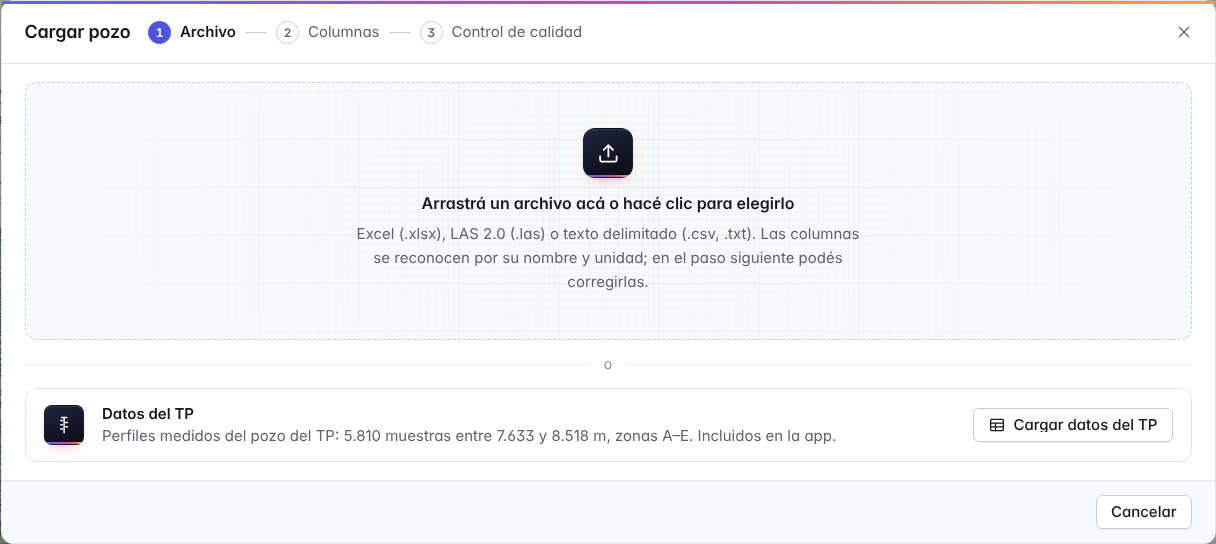 Cargar pozo 1 Archivo 2 Columnas 3 Control de calidad
Arrastrá un archivo acá o hacé clic para elegirlo
Excel (.xlsx), LAS 2.0 (.las) o texto delimitado (.csv, .txt). Las columnas
se reconocen por su nombre y unidad; en el paso siguiente podés
corregirlas.
o
Datos del TP
Perfiles medidos del pozo del TP: 5.810 muestras entre 7.633 y 8.518 m, zonas A–E. Incluidos en la app.
Cargar datos del TP
Cancelar